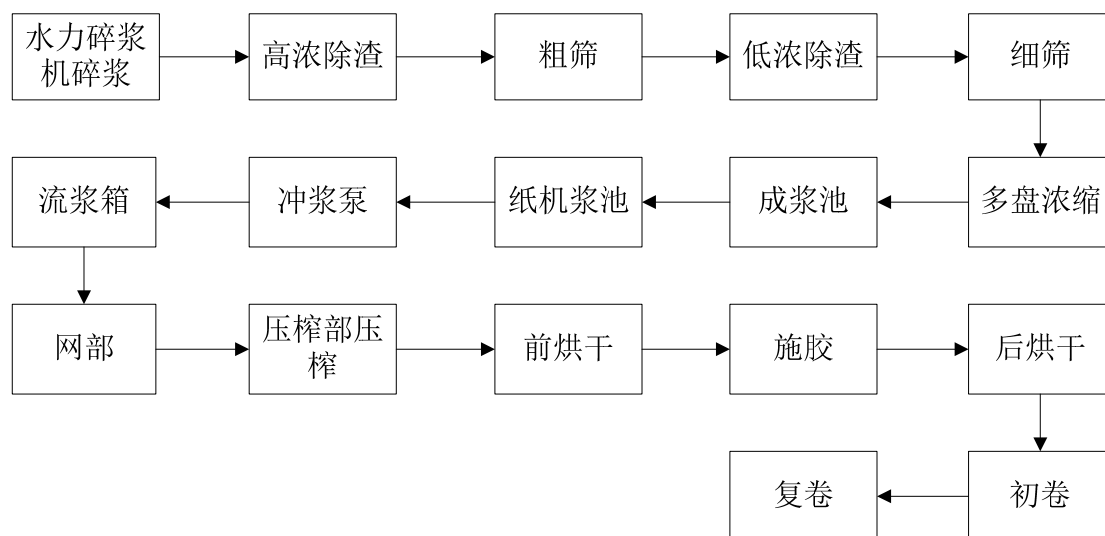 水力碎浆
机碎浆
高浓除渣
粗筛
低浓除渣
细筛
流浆箱
冲浆泵
纸机浆池
成浆池
多盘浓缩
网部
压榨部压
榨
前烘干
施胶
后烘干
复卷
初卷